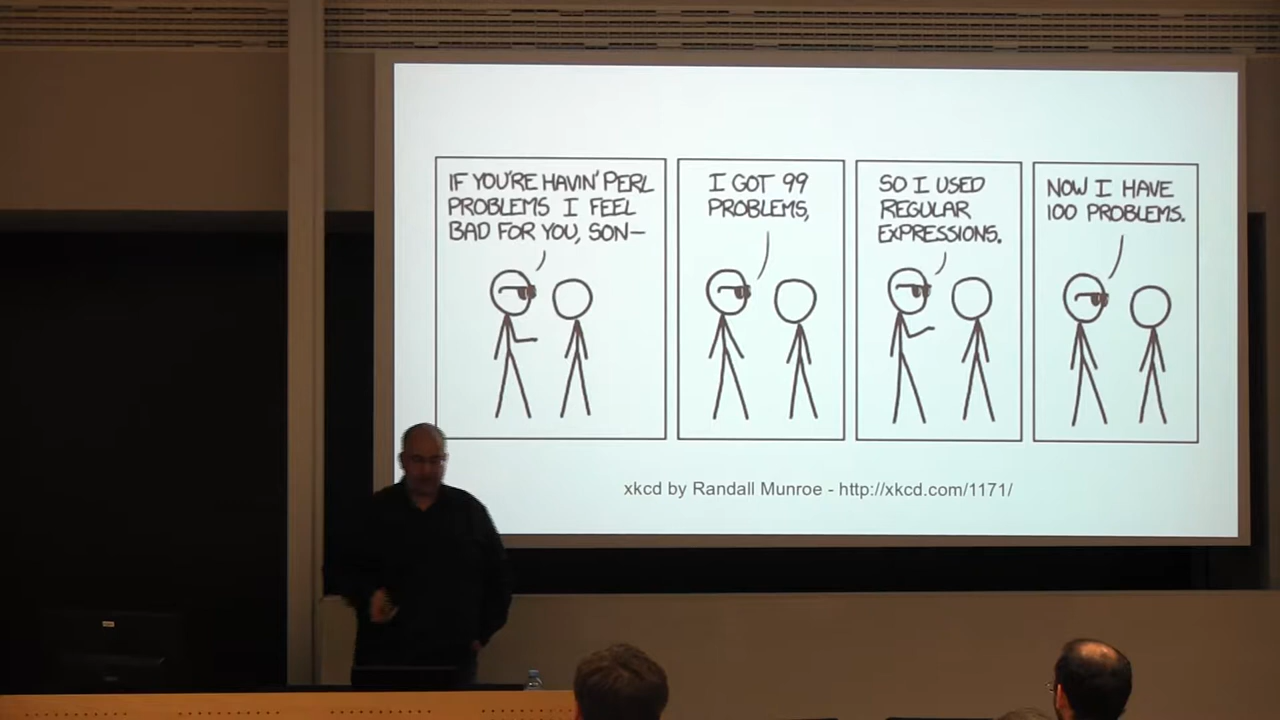 IF YOU'RE HAVIN' PERL
PROBLEMS I FEEL
BAD FOR YOU, SON—
I GOT 99
PROBLEMS,
SO I USED
REGULAR
EXPRESSIONS.
NOW I HAVE
100 PROBLEMS.
xkcd by Randall Munroe - http://xkcd.com/1171/